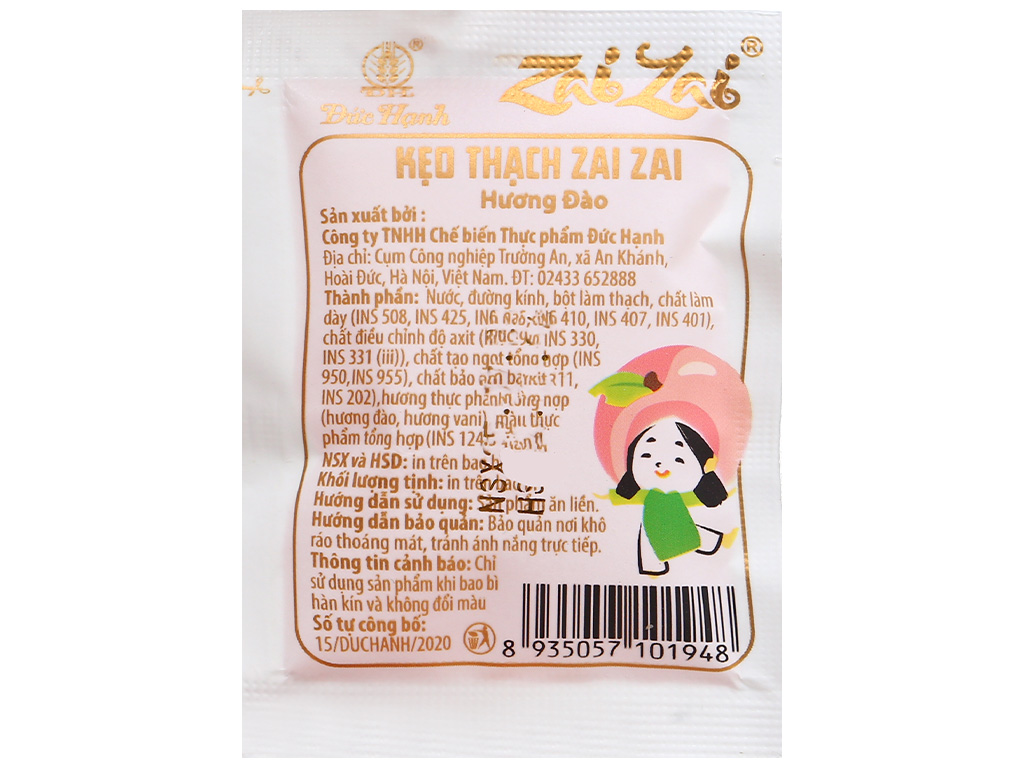 Đức Hạnh ®
Zai Zai ®
KẸO THẠCH ZAI ZAI
Hương Đào
Sản xuất bởi :
Công ty TNHH Chế biến Thực phẩm Đức Hạnh
Địa chỉ: Cụm Công nghiệp Trường An, xã An Khánh,
Hoài Đức, Hà Nội, Việt Nam. ĐT: 02433 652888
Thành phần: Nước, đường kính, bột làm thạch, chất làm
dày (INS 508, INS 425, 410, INS 407, INS 401),
chất điều chỉnh độ axit ( INS 330,
INS 331 (iii)), chất tạo ngọt tổng hợp (INS
950,INS 955), chất bảo
INS 202),hương thực phẩm tổng hợp
(hương đào, hương vani), màu thực
phẩm tổng hợp (INS
NSX và HSD: in trên bao
Khối lượng tịnh: in trên
Hướng dẫn sử dụng: Sản phẩm ăn liền.
Hướng dẫn bảo quản: Bảo quản nơi khô
ráo thoáng mát, tránh ánh nắng trực tiếp.
Thông tin cảnh báo: Chỉ
sử dụng sản phẩm khi bao bì
hàn kín và không đổi màu
Số tự công bố:
15/DUCHANH/2020
8 935057 101948
NSX